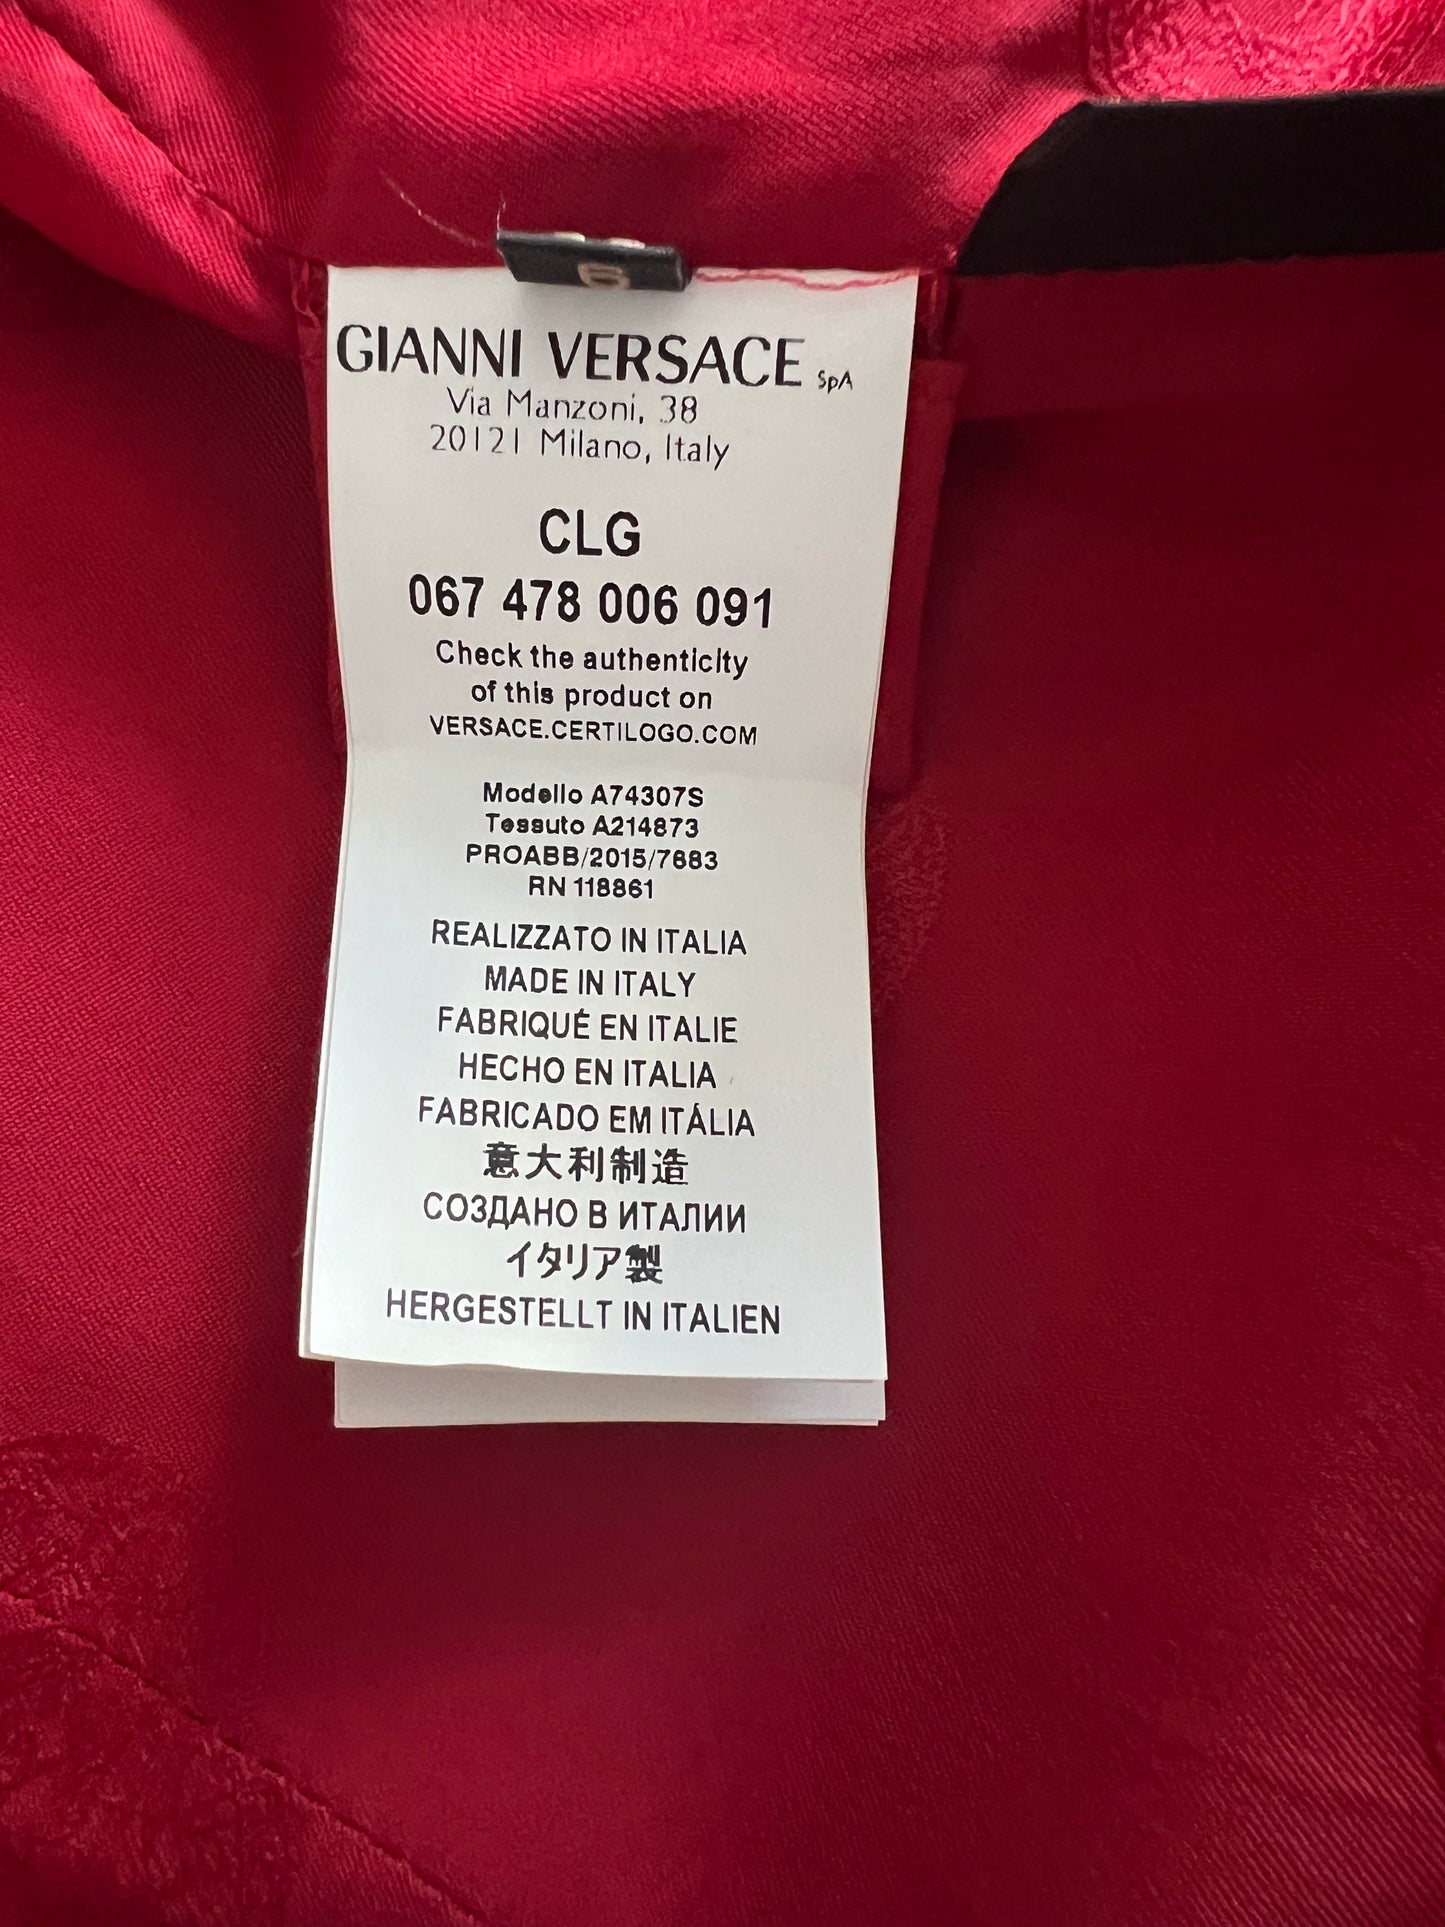 GIANNI VERSACE SpA
Via Manzoni, 38
20121 Milano, Italy
CLG
067 478 006 091
Check the authenticity
of this product on
VERSACE.CERTILOGO.COM
Modello A74307S
Tessuto A214873
PROABB/2015/7683
RN 118861
REALIZZATO IN ITALIA
MADE IN ITALY
FABRIQUÉ EN ITALIE
HECHO EN ITALIA
FABRICADO EM ITÁLIA
意大利制造
СОЗДАНО В ИТАЛИИ
イタリア製
HERGESTELLT IN ITALIEN